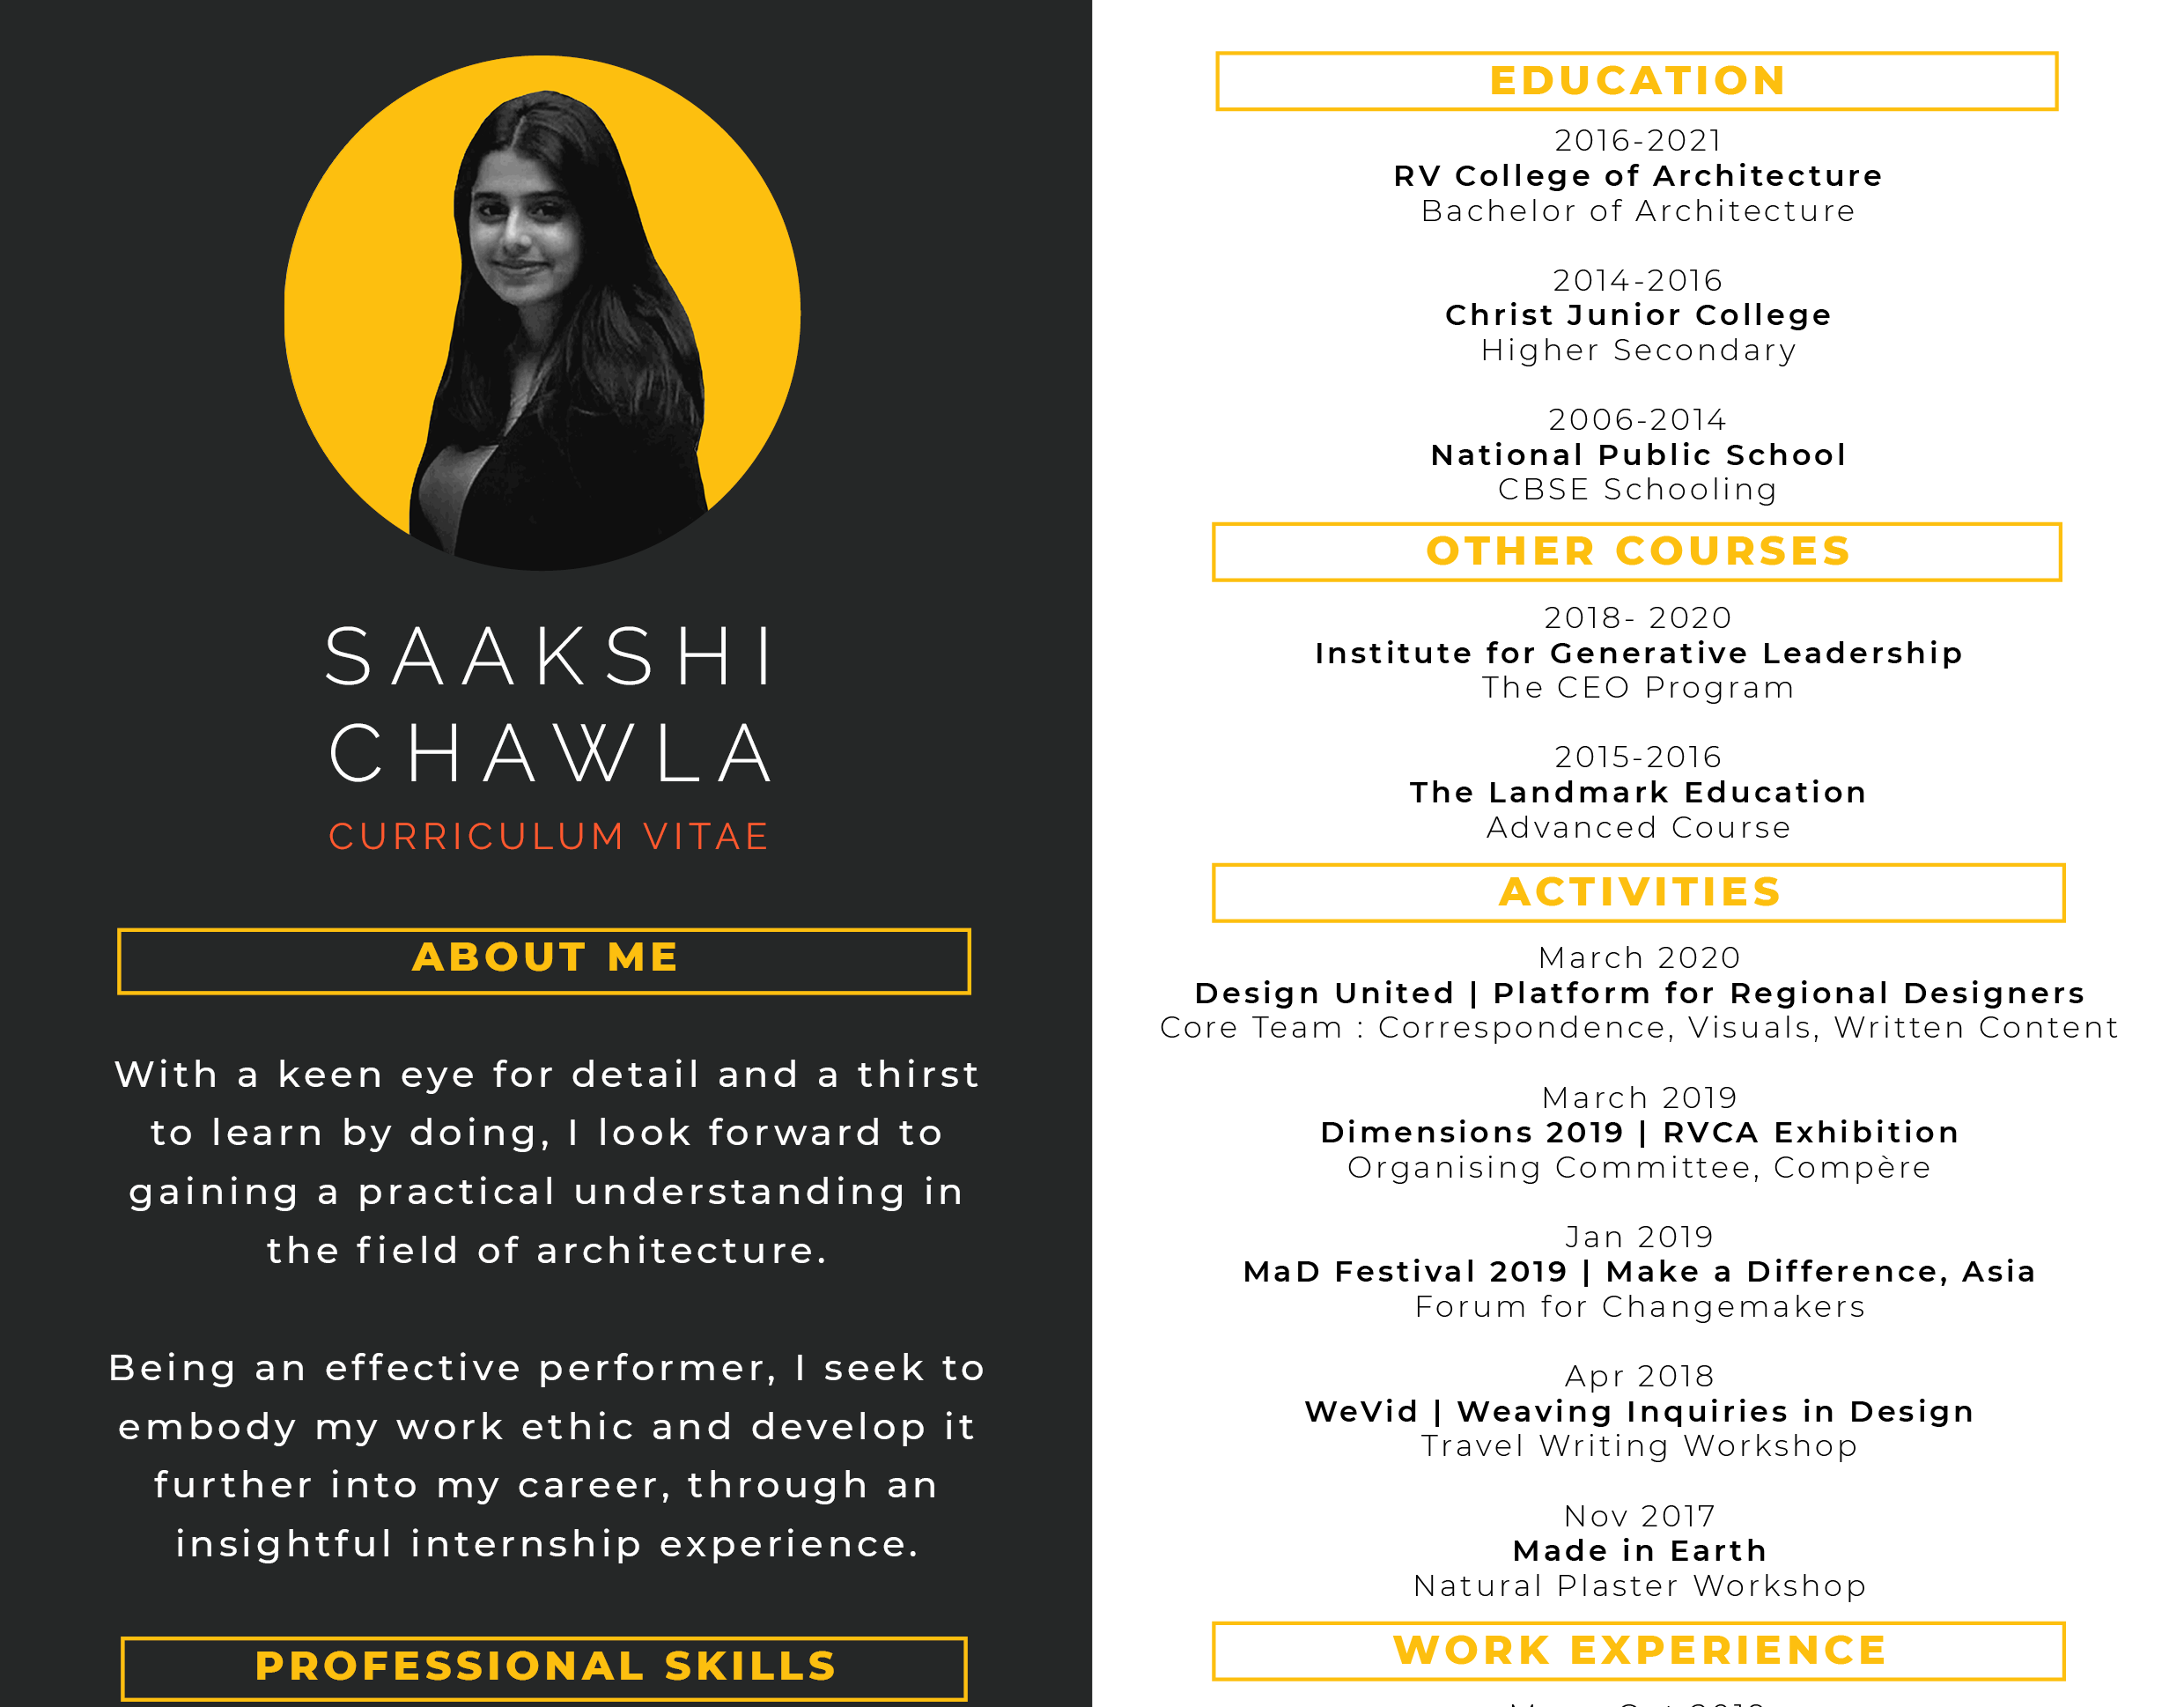 SAAKSHI
CHAWLA
CURRICULUM VITAE
ABOUT ME
With a keen eye for detail and a thirst
to learn by doing, I look forward to
gaining a practical understanding in
the field of architecture.
Being an effective performer, I seek to
embody my work ethic and develop it
further into my career, through an
insightful internship experience.
PROFESSIONAL SKILLS
EDUCATION
2016-2021
RV College of Architecture
Bachelor of Architecture
2014-2016
Christ Junior College
Higher Secondary
2006-2014
National Public School
CBSE Schooling
OTHER COURSES
2018- 2020
Institute for Generative Leadership
The CEO Program
2015-2016
The Landmark Education
Advanced Course
ACTIVITIES
March 2020
Design United | Platform for Regional Designers
Core Team : Correspondence, Visuals, Written Content
March 2019
Dimensions 2019 | RVCA Exhibition
Organising Committee, Compère
Jan 2019
MaD Festival 2019 | Make a Difference, Asia
Forum for Changemakers
Apr 2018
WeVid | Weaving Inquiries in Design
Travel Writing Workshop
Nov 2017
Made in Earth
Natural Plaster Workshop
WORK EXPERIENCE